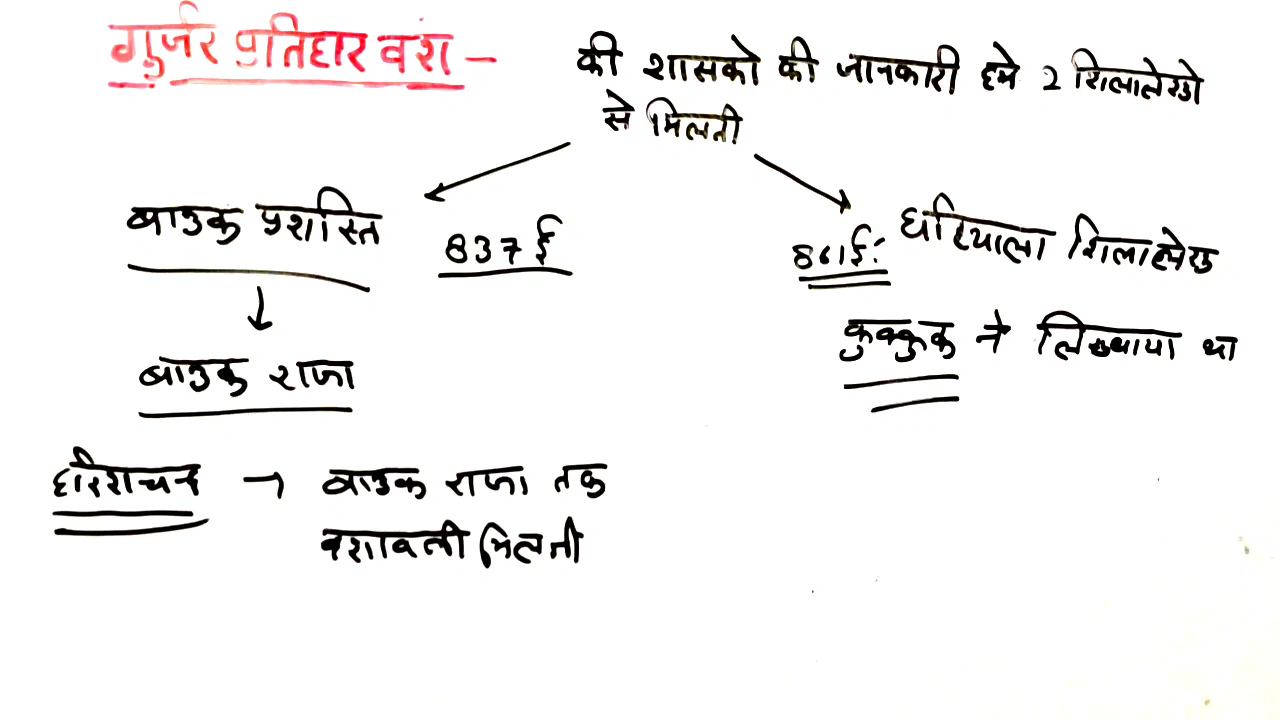 गुर्जर प्रतिहार वंश –
की शासको की जानकारी हमे 2 शिलालेखो
से मिलती
बाउक प्रशस्ति
837 ई
861 ई.
घटियाला शिलालेख
बाउक राजा
कुक्कुक ने लिखवाया था
हरिशचन्द्र → बाउक राजा तक
वंशावली मिलती